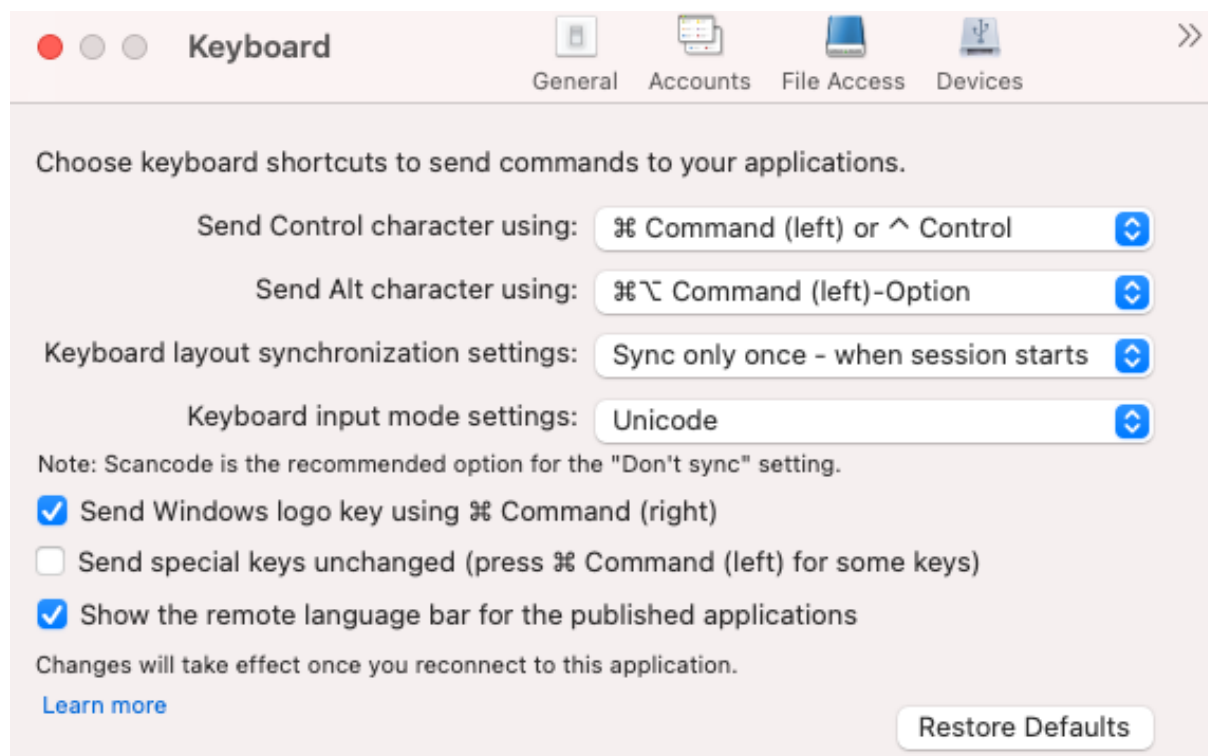 Keyboard
General Accounts File Access Devices
Choose keyboard shortcuts to send commands to your applications.
Send Control character using: ⌘ Command (left) or ^ Control
Send Alt character using: ⌘⌥ Command (left)-Option
Keyboard layout synchronization settings: Sync only once - when session starts
Keyboard input mode settings: Unicode
Note: Scancode is the recommended option for the "Don't sync" setting.
Send Windows logo key using ⌘ Command (right)
Send special keys unchanged (press ⌘ Command (left) for some keys)
Show the remote language bar for the published applications
Changes will take effect once you reconnect to this application.
Learn more
Restore Defaults